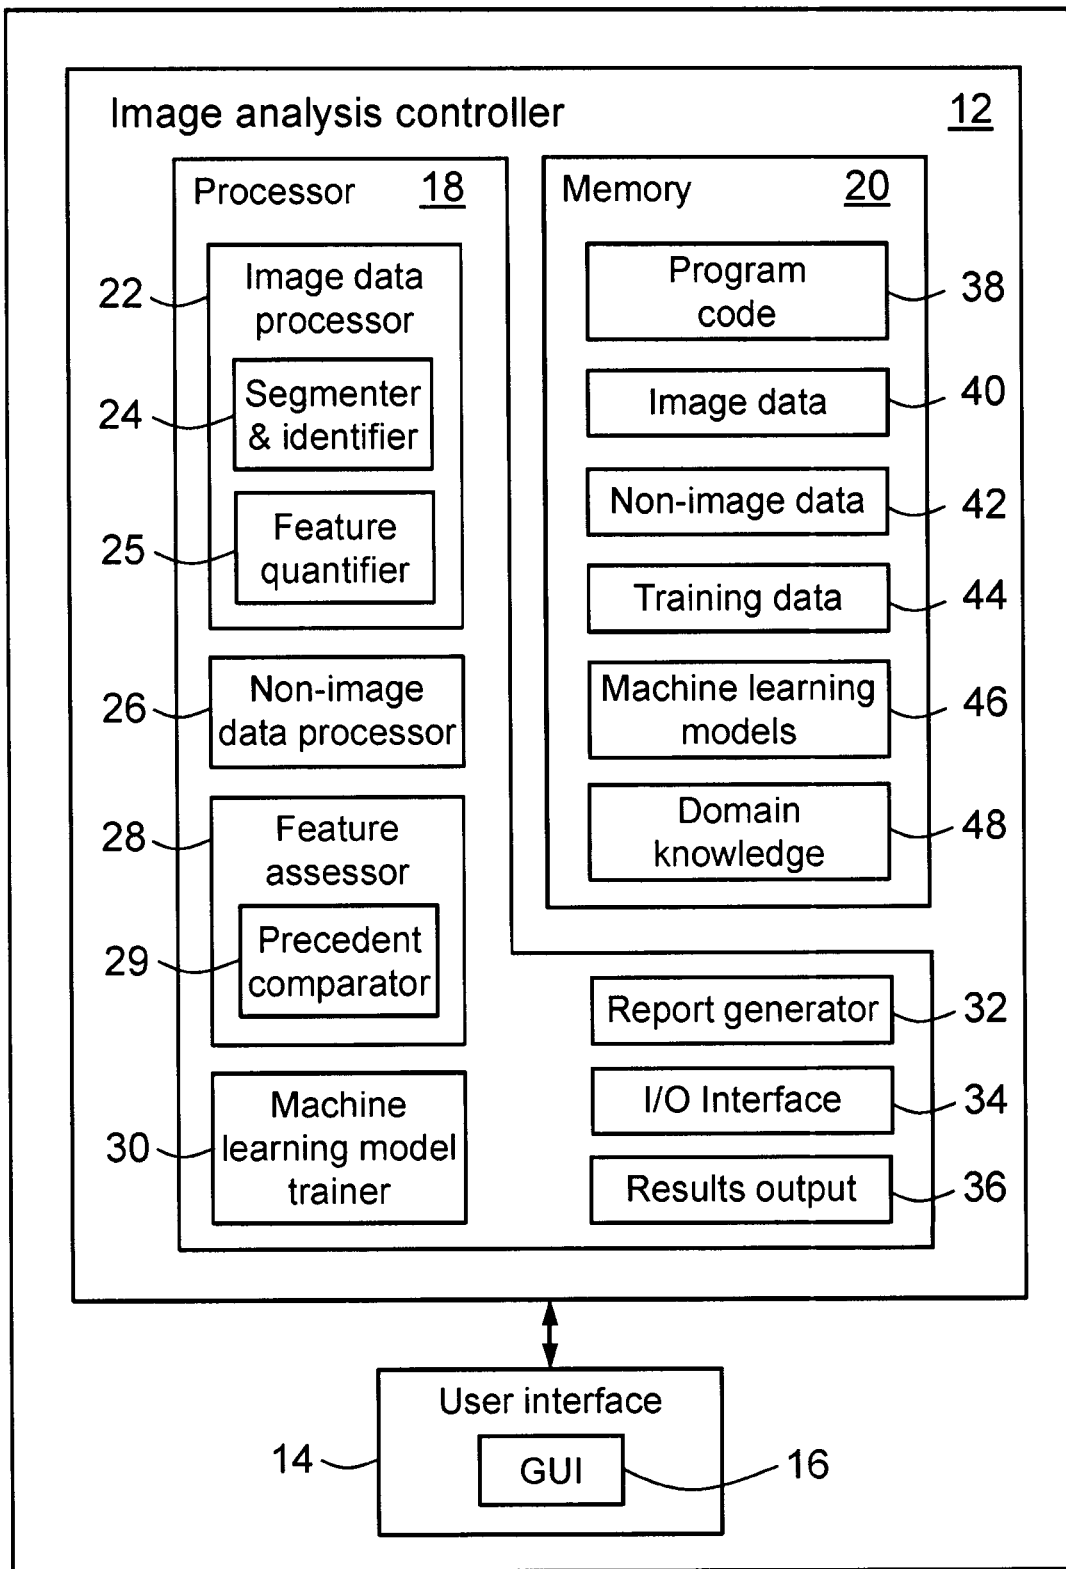 Image analysis controller 12
Processor 18
22
Image data
processor
24
Segmenter
& identifier
25
Feature
quantifier
26
Non-image
data processor
28
Feature
assessor
29
Precedent
comparator
30
Machine
learning model
trainer
Memory 20
Program
code
38
Image data 40
Non-image data 42
Training data 44
Machine learning
models
46
Domain
knowledge
48
Report generator 32
I/O Interface 34
Results output 36
User interface
14
GUI 16